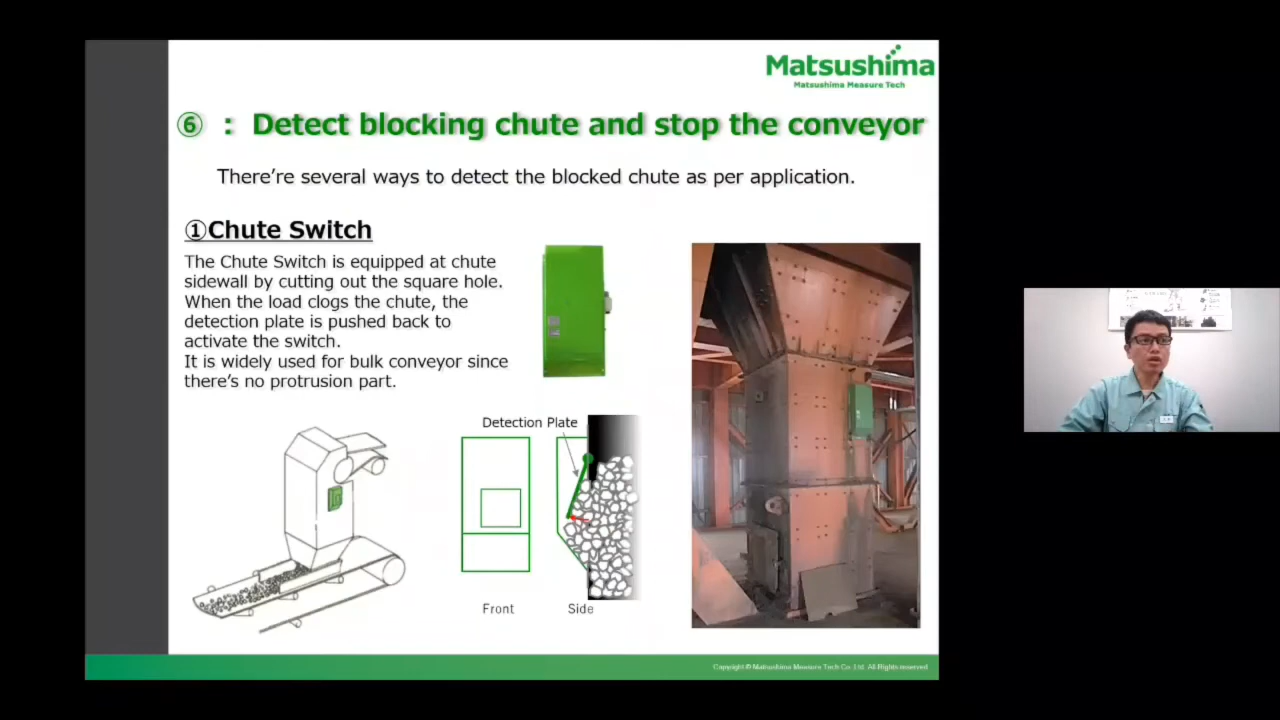 Matsushima
Matsushima Measure Tech
⑥ : Detect blocking chute and stop the conveyor
There're several ways to detect the blocked chute as per application.
①Chute Switch
The Chute Switch is equipped at chute
sidewall by cutting out the square hole.
When the load clogs the chute, the
detection plate is pushed back to
activate the switch.
It is widely used for bulk conveyor since
there's no protrusion part.
Detection Plate
Front
Side
Copyright © Matsushima Measure Tech Co. Ltd. All Rights reserved